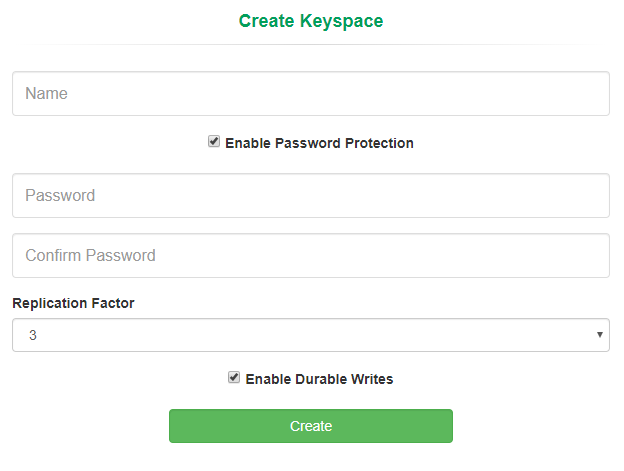 Create Keyspace
Name
Enable Password Protection
Password
Confirm Password
Replication Factor
3
Enable Durable Writes
Create